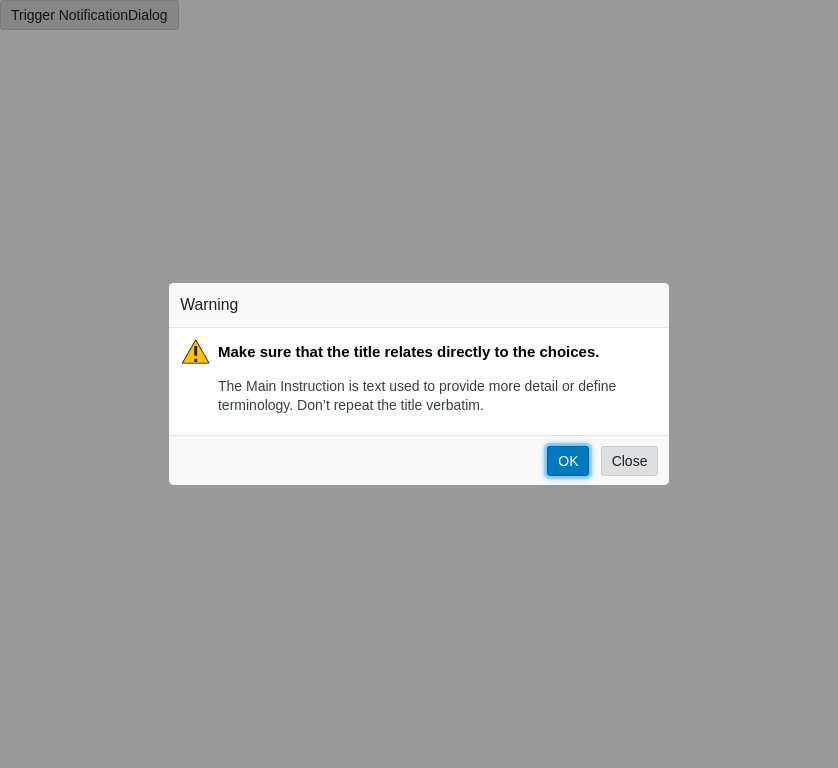 Trigger NotificationDialog
Warning
Make sure that the title relates directly to the choices.
The Main Instruction is text used to provide more detail or define
terminology. Don’t repeat the title verbatim.
OK
Close